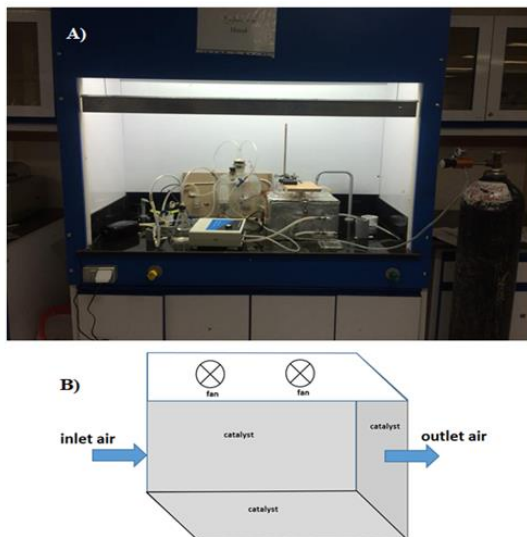 A)
B)
fan
fan
catalyst
catalyst
inlet air
outlet air
catalyst